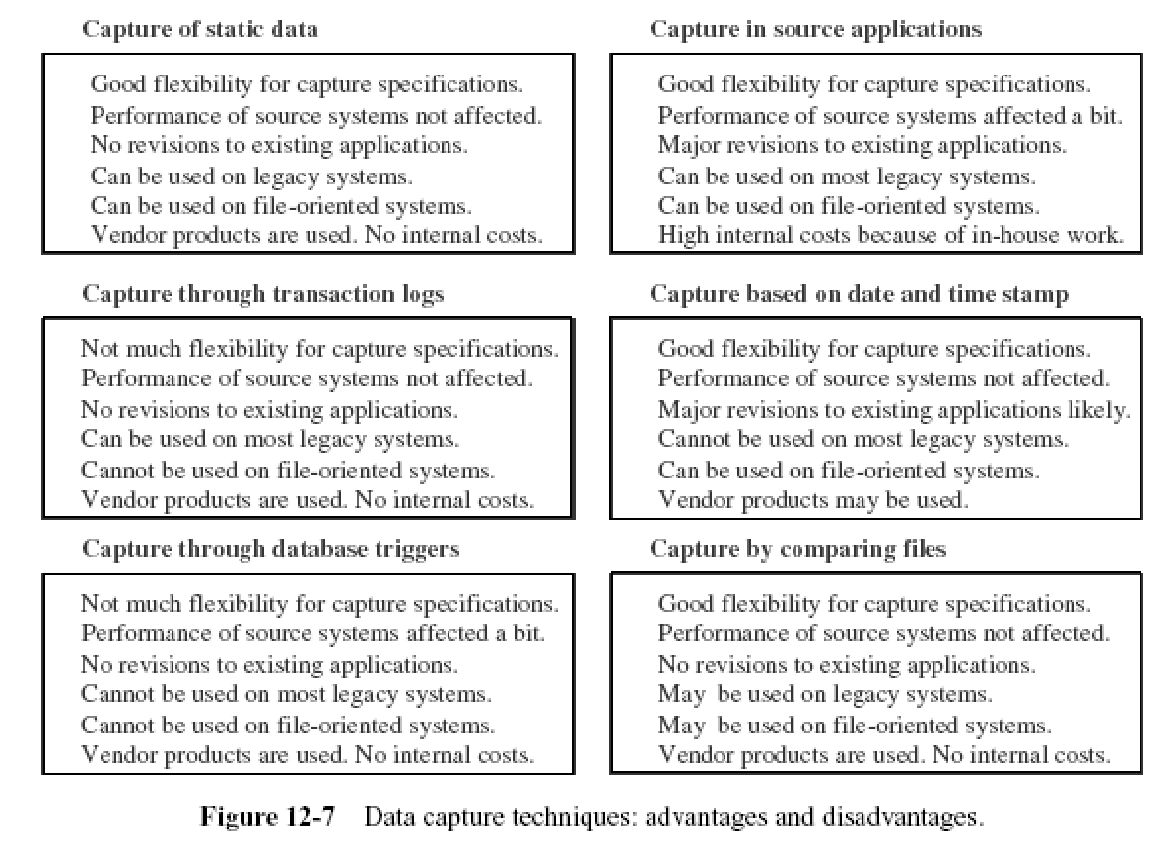 Capture of static data
Good flexibility for capture specifications.
Performance of source systems not affected.
No revisions to existing applications.
Can be used on legacy systems.
Can be used on file-oriented systems.
Vendor products are used. No internal costs.
Capture in source applications
Good flexibility for capture specifications.
Performance of source systems affected a bit.
Major revisions to existing applications.
Can be used on most legacy systems.
Can be used on file-oriented systems.
High internal costs because of in-house work.
Capture through transaction logs
Not much flexibility for capture specifications.
Performance of source systems not affected.
No revisions to existing applications.
Can be used on most legacy systems.
Cannot be used on file-oriented systems.
Vendor products are used. No internal costs.
Capture based on date and time stamp
Good flexibility for capture specifications.
Performance of source systems not affected.
Major revisions to existing applications likely.
Cannot be used on most legacy systems.
Can be used on file-oriented systems.
Vendor products may be used.
Capture through database triggers
Not much flexibility for capture specifications.
Performance of source systems affected a bit.
No revisions to existing applications.
Cannot be used on most legacy systems.
Cannot be used on file-oriented systems.
Vendor products are used. No internal costs.
Capture by comparing files
Good flexibility for capture specifications.
Performance of source systems not affected.
No revisions to existing applications.
May be used on legacy systems.
May be used on file-oriented systems.
Vendor products are used. No internal costs.
Figure 12-7 Data capture techniques: advantages and disadvantages.